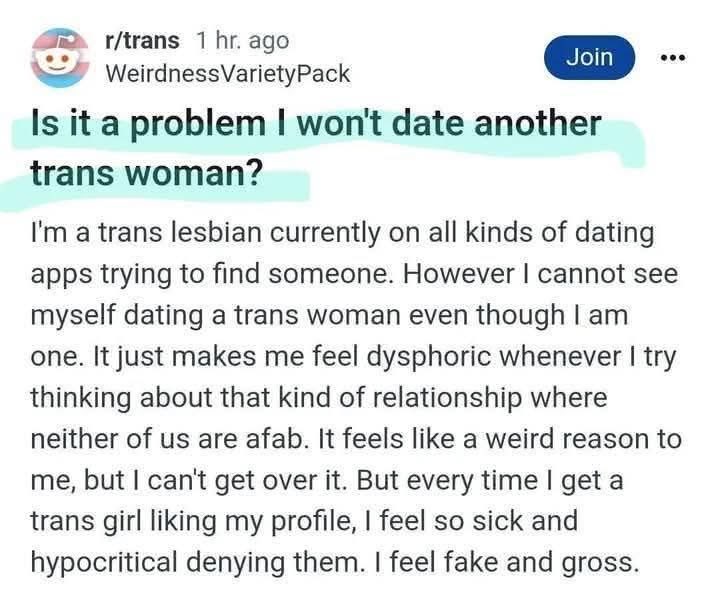 r/trans 1 hr. ago
WeirdnessVarietyPack
Join
Is it a problem I won't date another
trans woman?
I'm a trans lesbian currently on all kinds of dating
apps trying to find someone. However I cannot see
myself dating a trans woman even though I am
one. It just makes me feel dysphoric whenever I try
thinking about that kind of relationship where
neither of us are afab. It feels like a weird reason to
me, but I can't get over it. But every time I get a
trans girl liking my profile, I feel so sick and
hypocritical denying them. I feel fake and gross.